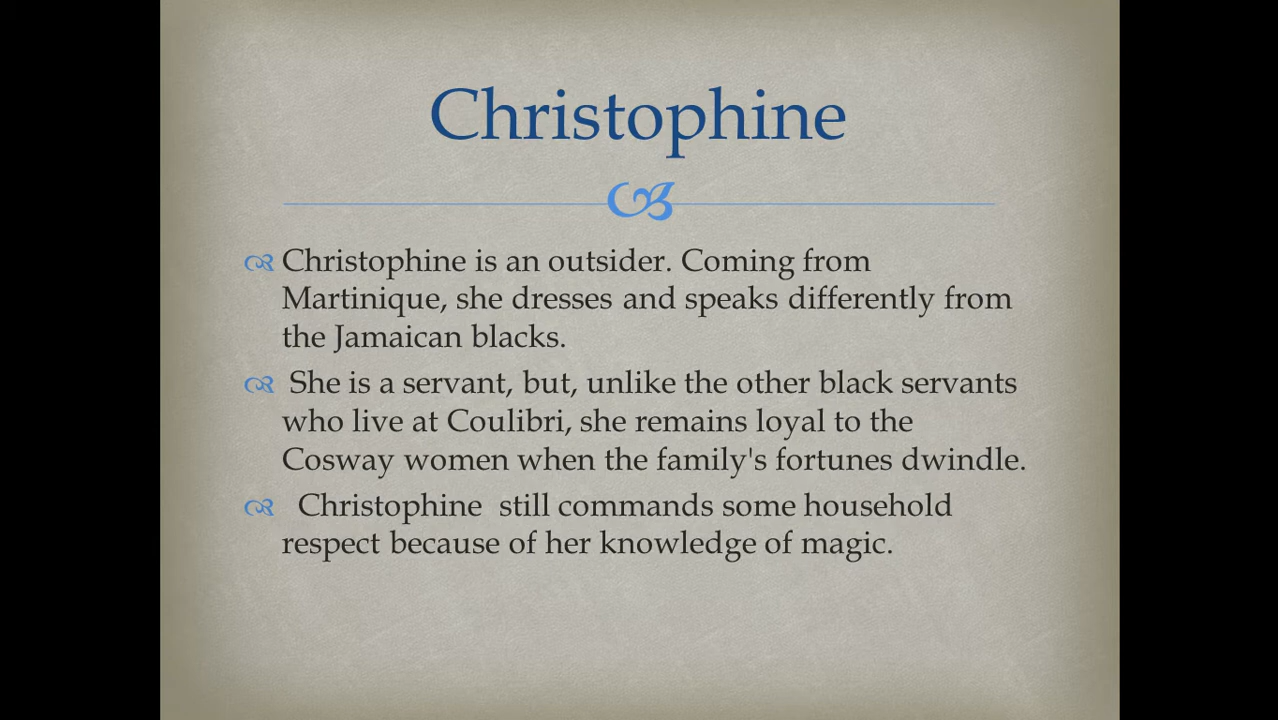 Christophine
Christophine is an outsider. Coming from
Martinique, she dresses and speaks differently from
the Jamaican blacks.
She is a servant, but, unlike the other black servants
who live at Coulibri, she remains loyal to the
Cosway women when the family's fortunes dwindle.
Christophine  still commands some household
respect because of her knowledge of magic.